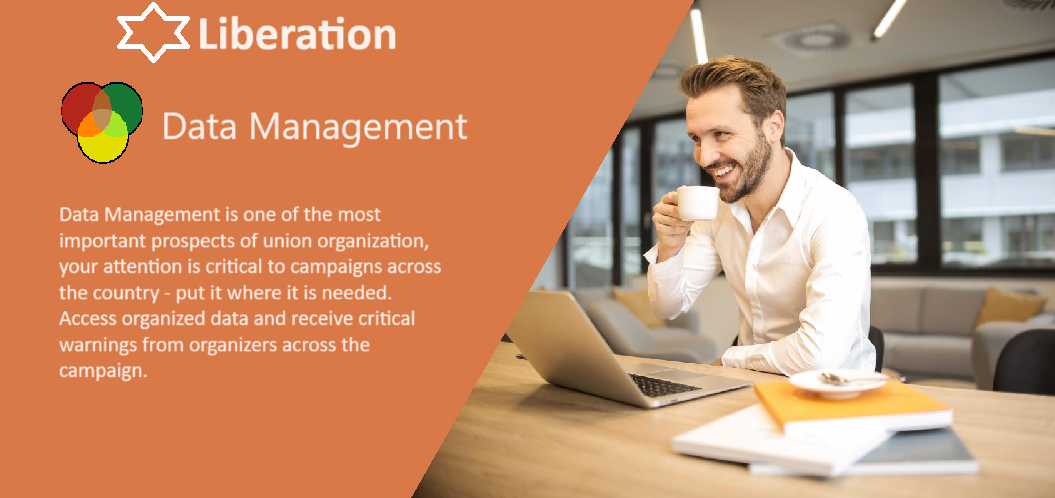 Liberation
Data Management
Data Management is one of the most
important prospects of union organization,
your attention is critical to campaigns across
the country - put it where it is needed.
Access organized data and receive critical
warnings from organizers across the
campaign.